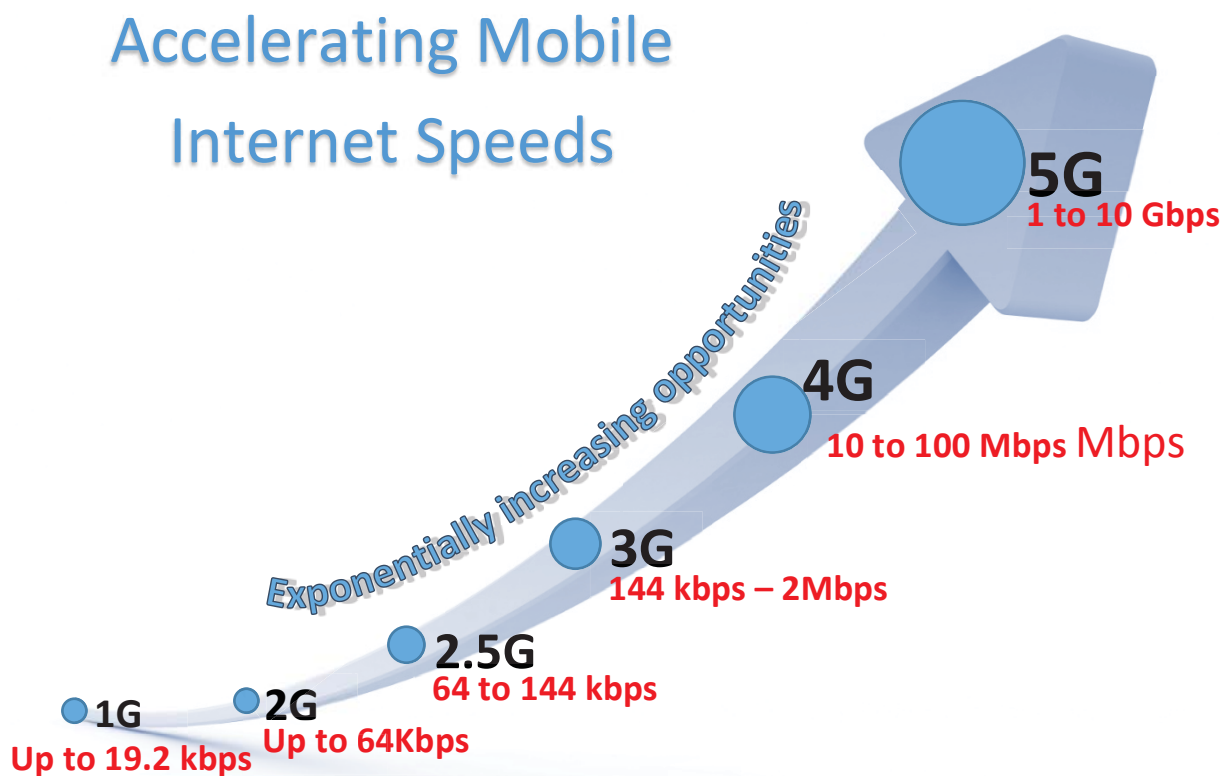 Accelerating Mobile
Internet Speeds
Exponentially increasing opportunities
5G
1 to 10 Gbps
4G
10 to 100 Mbps Mbps
3G
144 kbps – 2Mbps
2.5G
64 to 144 kbps
2G
Up to 64Kbps
1G
Up to 19.2 kbps